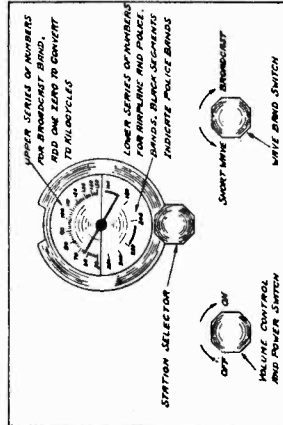 UPPER SERIES OF NUMBERS
FOR BROADCAST BAND.
ADD ONE ZERO TO CONVERT
TO KILOCYCLES
LOWER SERIES OF NUMBERS
FOR AIRPLANE AND POLICE
BANDS. BLACK SEGMENTS
INDICATE POLICE BANDS
STATION SELECTOR
OFF ON
VOLUME CONTROL
AND POWER SWITCH
SHORT WAVE BROADCAST
WAVE BAND SWITCH